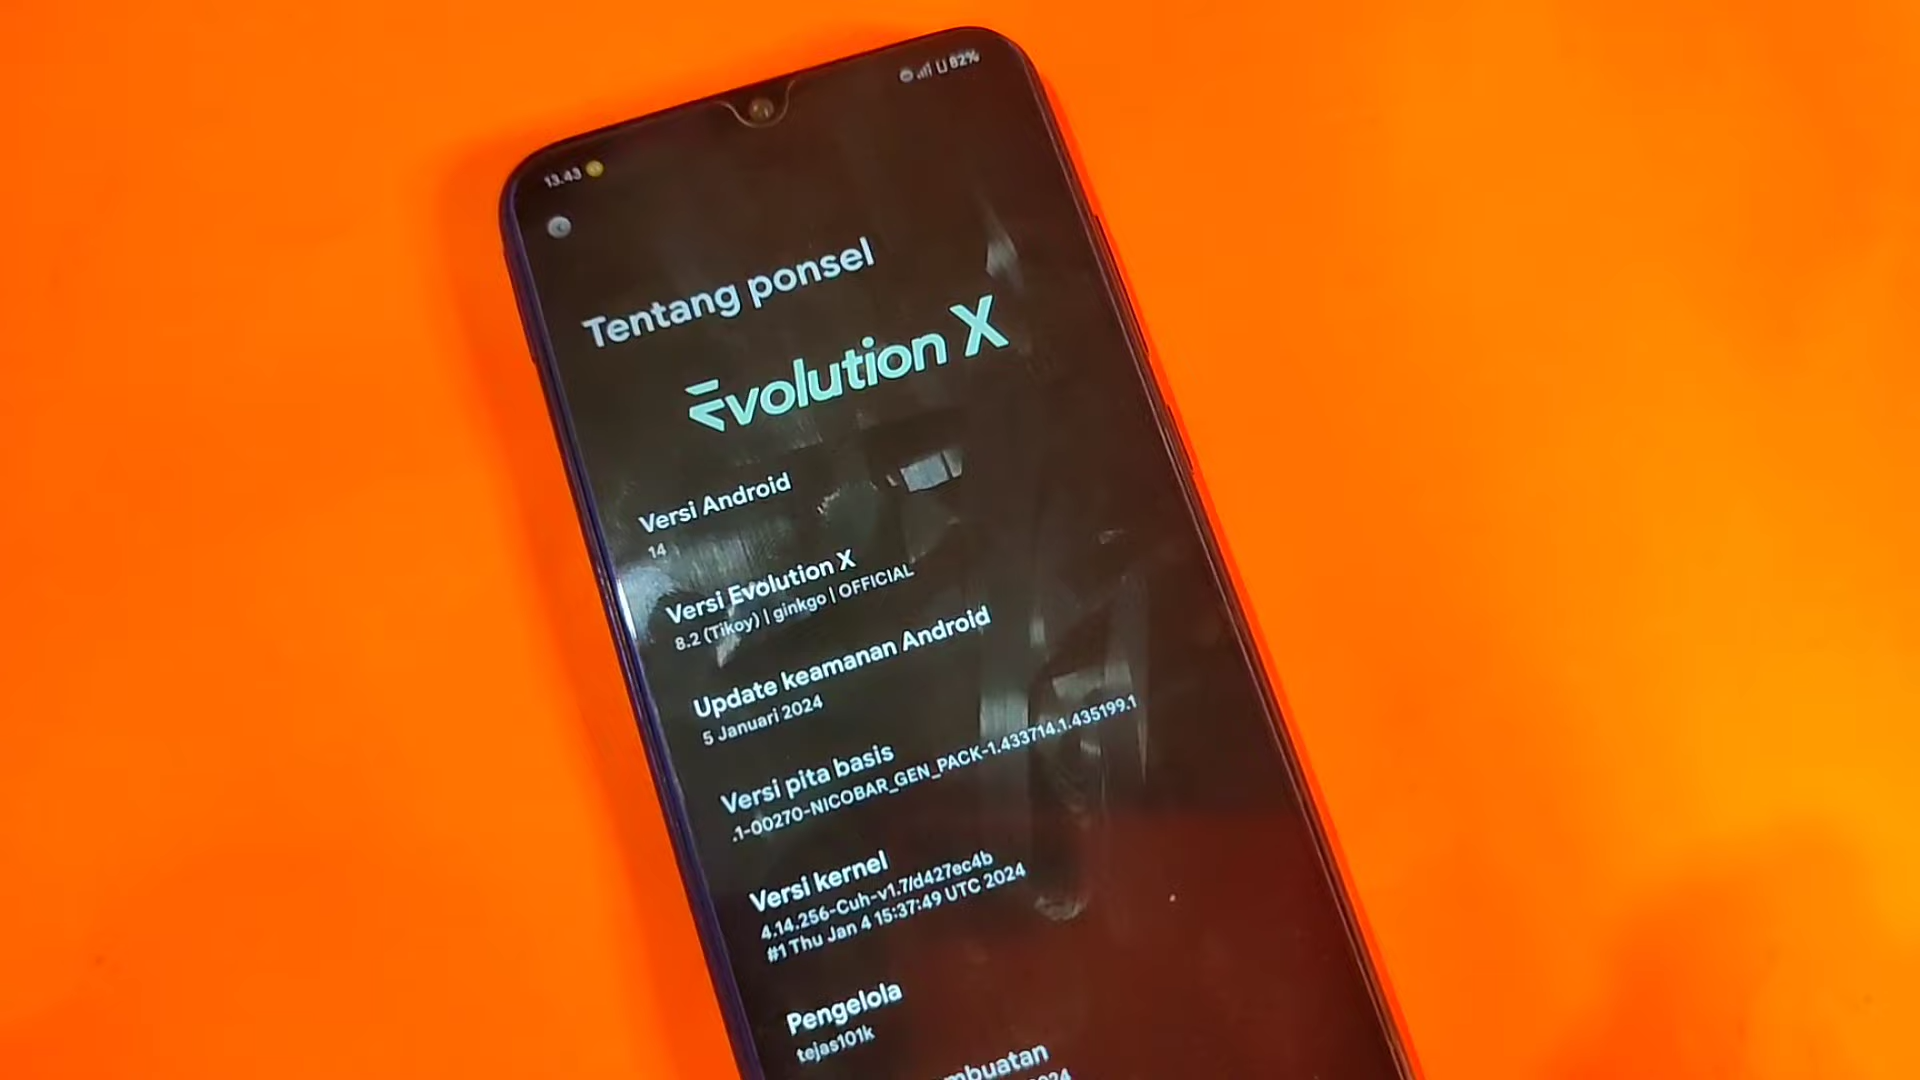 13.43
82%
Tentang ponsel
Evolution X
Versi Android
14
Versi Evolution X
8.2 (Tikoy) | ginkgo | OFFICIAL
Update keamanan Android
5 Januari 2024
Versi pita basis
.1-00270-NICOBAR_GEN_PACK-1.433714.1.435199.1
Versi kernel
4.14.256-Cuh-v1.7/d427ec4b
#1 Thu Jan 4 15:37:49 UTC 2024
Pengelola
tejas101k